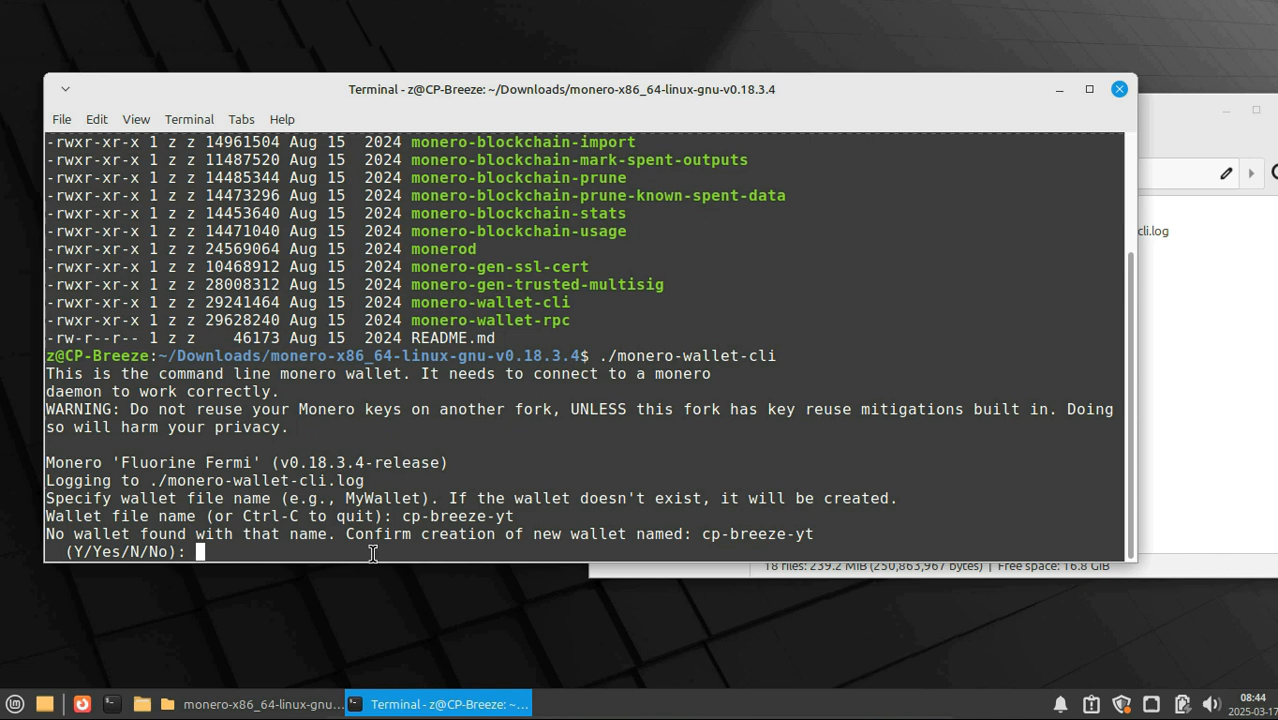 Terminal - z@CP-Breeze: ~/Downloads/monero-x86_64-linux-gnu-v0.18.3.4
File Edit View Terminal Tabs Help
-rwxr-xr-x 1 z z 14961504 Aug 15  2024 monero-blockchain-import
-rwxr-xr-x 1 z z 11487520 Aug 15  2024 monero-blockchain-mark-spent-outputs
-rwxr-xr-x 1 z z 14485344 Aug 15  2024 monero-blockchain-prune
-rwxr-xr-x 1 z z 14473296 Aug 15  2024 monero-blockchain-prune-known-spent-data
-rwxr-xr-x 1 z z 14453640 Aug 15  2024 monero-blockchain-stats
-rwxr-xr-x 1 z z 14471040 Aug 15  2024 monero-blockchain-usage
-rwxr-xr-x 1 z z 24569064 Aug 15  2024 monerod
-rwxr-xr-x 1 z z 10468912 Aug 15  2024 monero-gen-ssl-cert
-rwxr-xr-x 1 z z 28008312 Aug 15  2024 monero-gen-trusted-multisig
-rwxr-xr-x 1 z z 29241464 Aug 15  2024 monero-wallet-cli
-rwxr-xr-x 1 z z 29628240 Aug 15  2024 monero-wallet-rpc
-rw-r--r-- 1 z z    46173 Aug 15  2024 README.md
z@CP-Breeze:~/Downloads/monero-x86_64-linux-gnu-v0.18.3.4$ ./monero-wallet-cli
This is the command line monero wallet. It needs to connect to a monero
daemon to work correctly.
WARNING: Do not reuse your Monero keys on another fork, UNLESS this fork has key reuse mitigations built in. Doing
so will harm your privacy.
Monero 'Fluorine Fermi' (v0.18.3.4-release)
Logging to ./monero-wallet-cli.log
Specify wallet file name (e.g., MyWallet). If the wallet doesn't exist, it will be created.
Wallet file name (or Ctrl-C to quit): cp-breeze-yt
No wallet found with that name. Confirm creation of new wallet named: cp-breeze-yt
(Y/Yes/N/No):
cli.log
18 files: 239.2 MiB (250,863,967 bytes) | Free space: 16.8 GiB
monero-x86_64-linux-gnu...
Terminal - z@CP-Breeze: ~...
08:44
2025-03-17